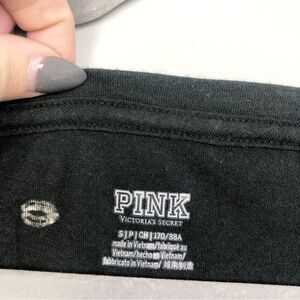 PINK
VICTORIA'S SECRET
S | P | CH | 170/88A
made in Vietnam/fabriqué au
Vietnam/hecho en Vietnam/
fabbricato in Vietnam/ 越南制造